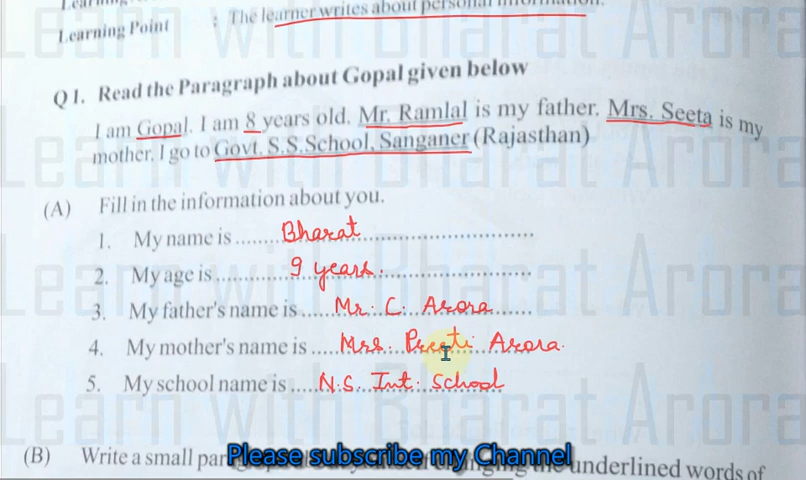 Learning Point : The learner writes about personal information.
Q1. Read the Paragraph about Gopal given below
I am Gopal. I am 8 years old. Mr. Ramlal is my father. Mrs. Seeta is my
mother. I go to Govt. S.S.School, Sanganer (Rajasthan)
(A) Fill in the information about you.
1. My name is ........Bharat........................................
2. My age is ..................9 years...................................
3. My father's name is ......Mr. C. Arora.......
4. My mother's name is .....Mrs. Preeti Arora.
5. My school name is .....N.S. Int. School
(B) Write a small the underlined words of
Please subscribe my Channel
Learn with Bharat Arora